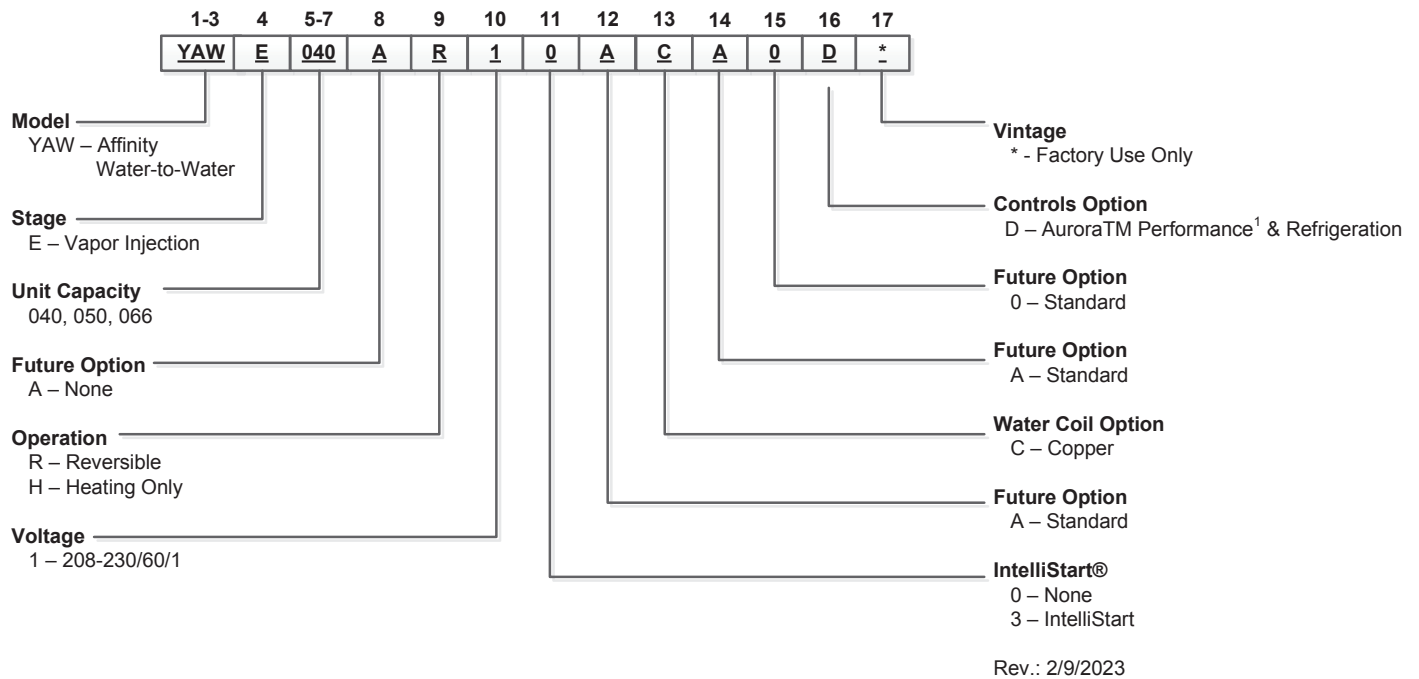 1-3 4 5-7 8 9 10 11 12 13 14 15 16 17
YAW E 040 A R 1 0 A C A 0 D *
Model
YAW – Affinity
Water-to-Water
Stage
E – Vapor Injection
Unit Capacity
040, 050, 066
Future Option
A – None
Operation
R – Reversible
H – Heating Only
Voltage
1 – 208-230/60/1
Vintage
* - Factory Use Only
Controls Option
D – AuroraTM Performance1 & Refrigeration
Future Option
0 – Standard
Future Option
A – Standard
Water Coil Option
C – Copper
Future Option
A – Standard
IntelliStart®
0 – None
3 – IntelliStart
Rev.: 2/9/2023